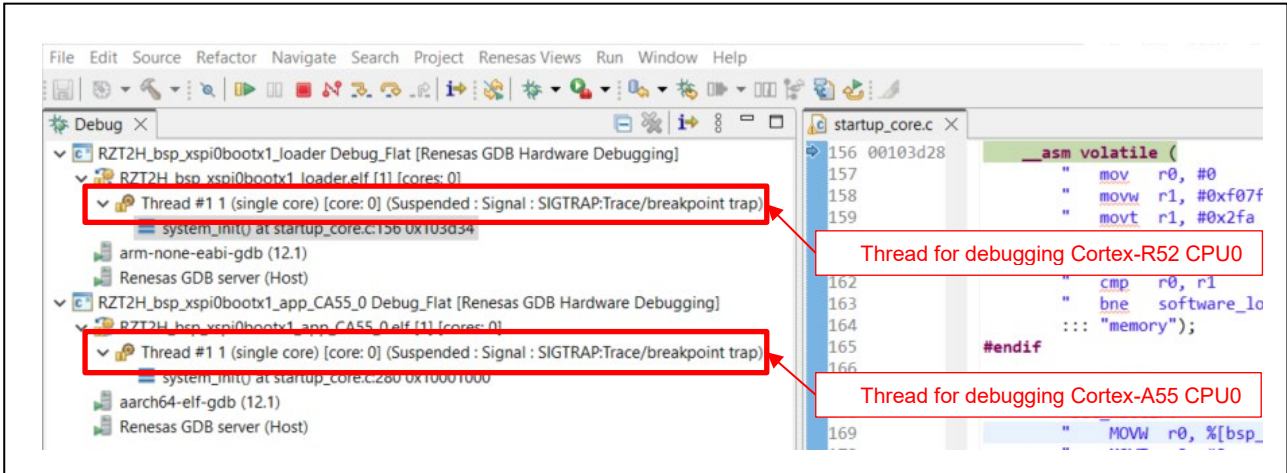 File Edit Source Refactor Navigate Search Project Renesas Views Run Window Help
Debug
RZT2H_bsp_xspi0bootx1_loader Debug_Flat [Renesas GDB Hardware Debugging]
RZT2H_bsp_xspi0bootx1_loader.elf [1] [cores: 0]
Thread #1 1 (single core) [core: 0] (Suspended : Signal : SIGTRAP:Trace/breakpoint trap)
system_init() at startup_core.c:156 0x103d34
arm-none-eabi-gdb (12.1)
Renesas GDB server (Host)
RZT2H_bsp_xspi0bootx1_app_CA55_0 Debug_Flat [Renesas GDB Hardware Debugging]
RZT2H_bsp_xspi0bootx1_app_CA55_0.elf [1] [cores: 0]
Thread #1 1 (single core) [core: 0] (Suspended : Signal : SIGTRAP:Trace/breakpoint trap)
system_init() at startup_core.c:280 0x10001000
aarch64-elf-gdb (12.1)
Renesas GDB server (Host)
startup_core.c
156 00103d28 __asm volatile (
157 " mov r0, #0
158 " movw r1, #0xf07f
159 " movt r1, #0x2fa
Thread for debugging Cortex-R52 CPU0
162 " cmp r0, r1
163 " bne software_lo
164 ::: "memory");
165 #endif
166
Thread for debugging Cortex-A55 CPU0
169 " MOVW r0, %[bsp_